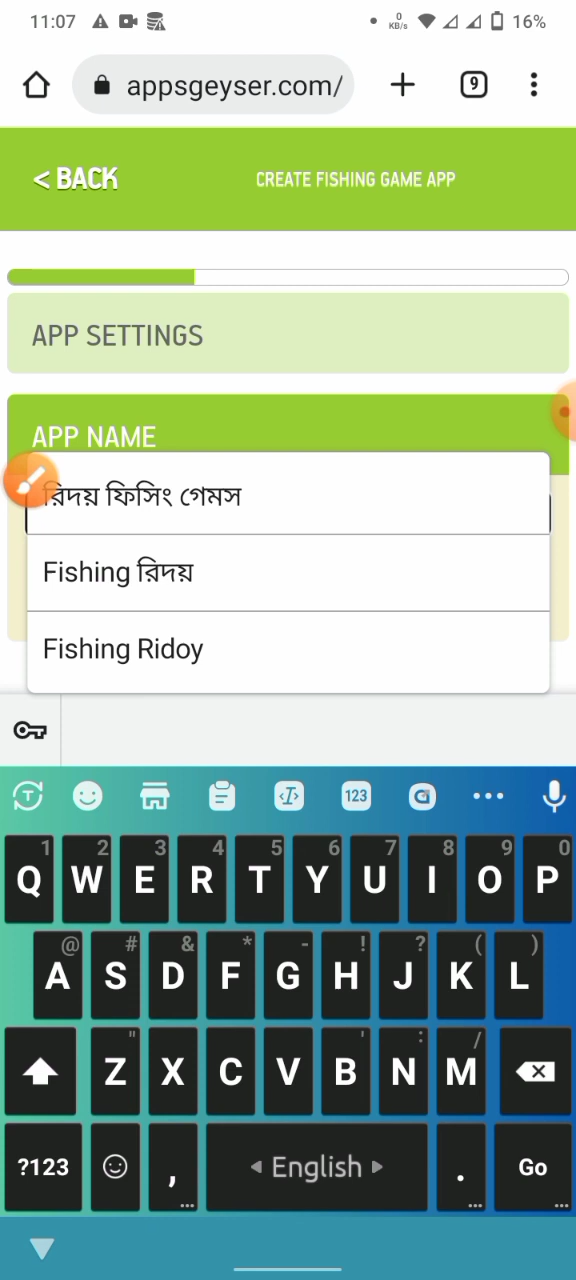 11:07
0 KB/s
16%
appsgeyser.com/
9
< BACK
CREATE FISHING GAME APP
APP SETTINGS
APP NAME
রিদয় ফিসিং গেমস
Fishing রিদয়
Fishing Ridoy
T
123
G
1 2 3 4 5 6 7 8 9 0
Q W E R T Y U I O P
@ # & * - ! ? ( )
A S D F G H J K L
" ' : /
Z X C V B N M
?123 , English . Go